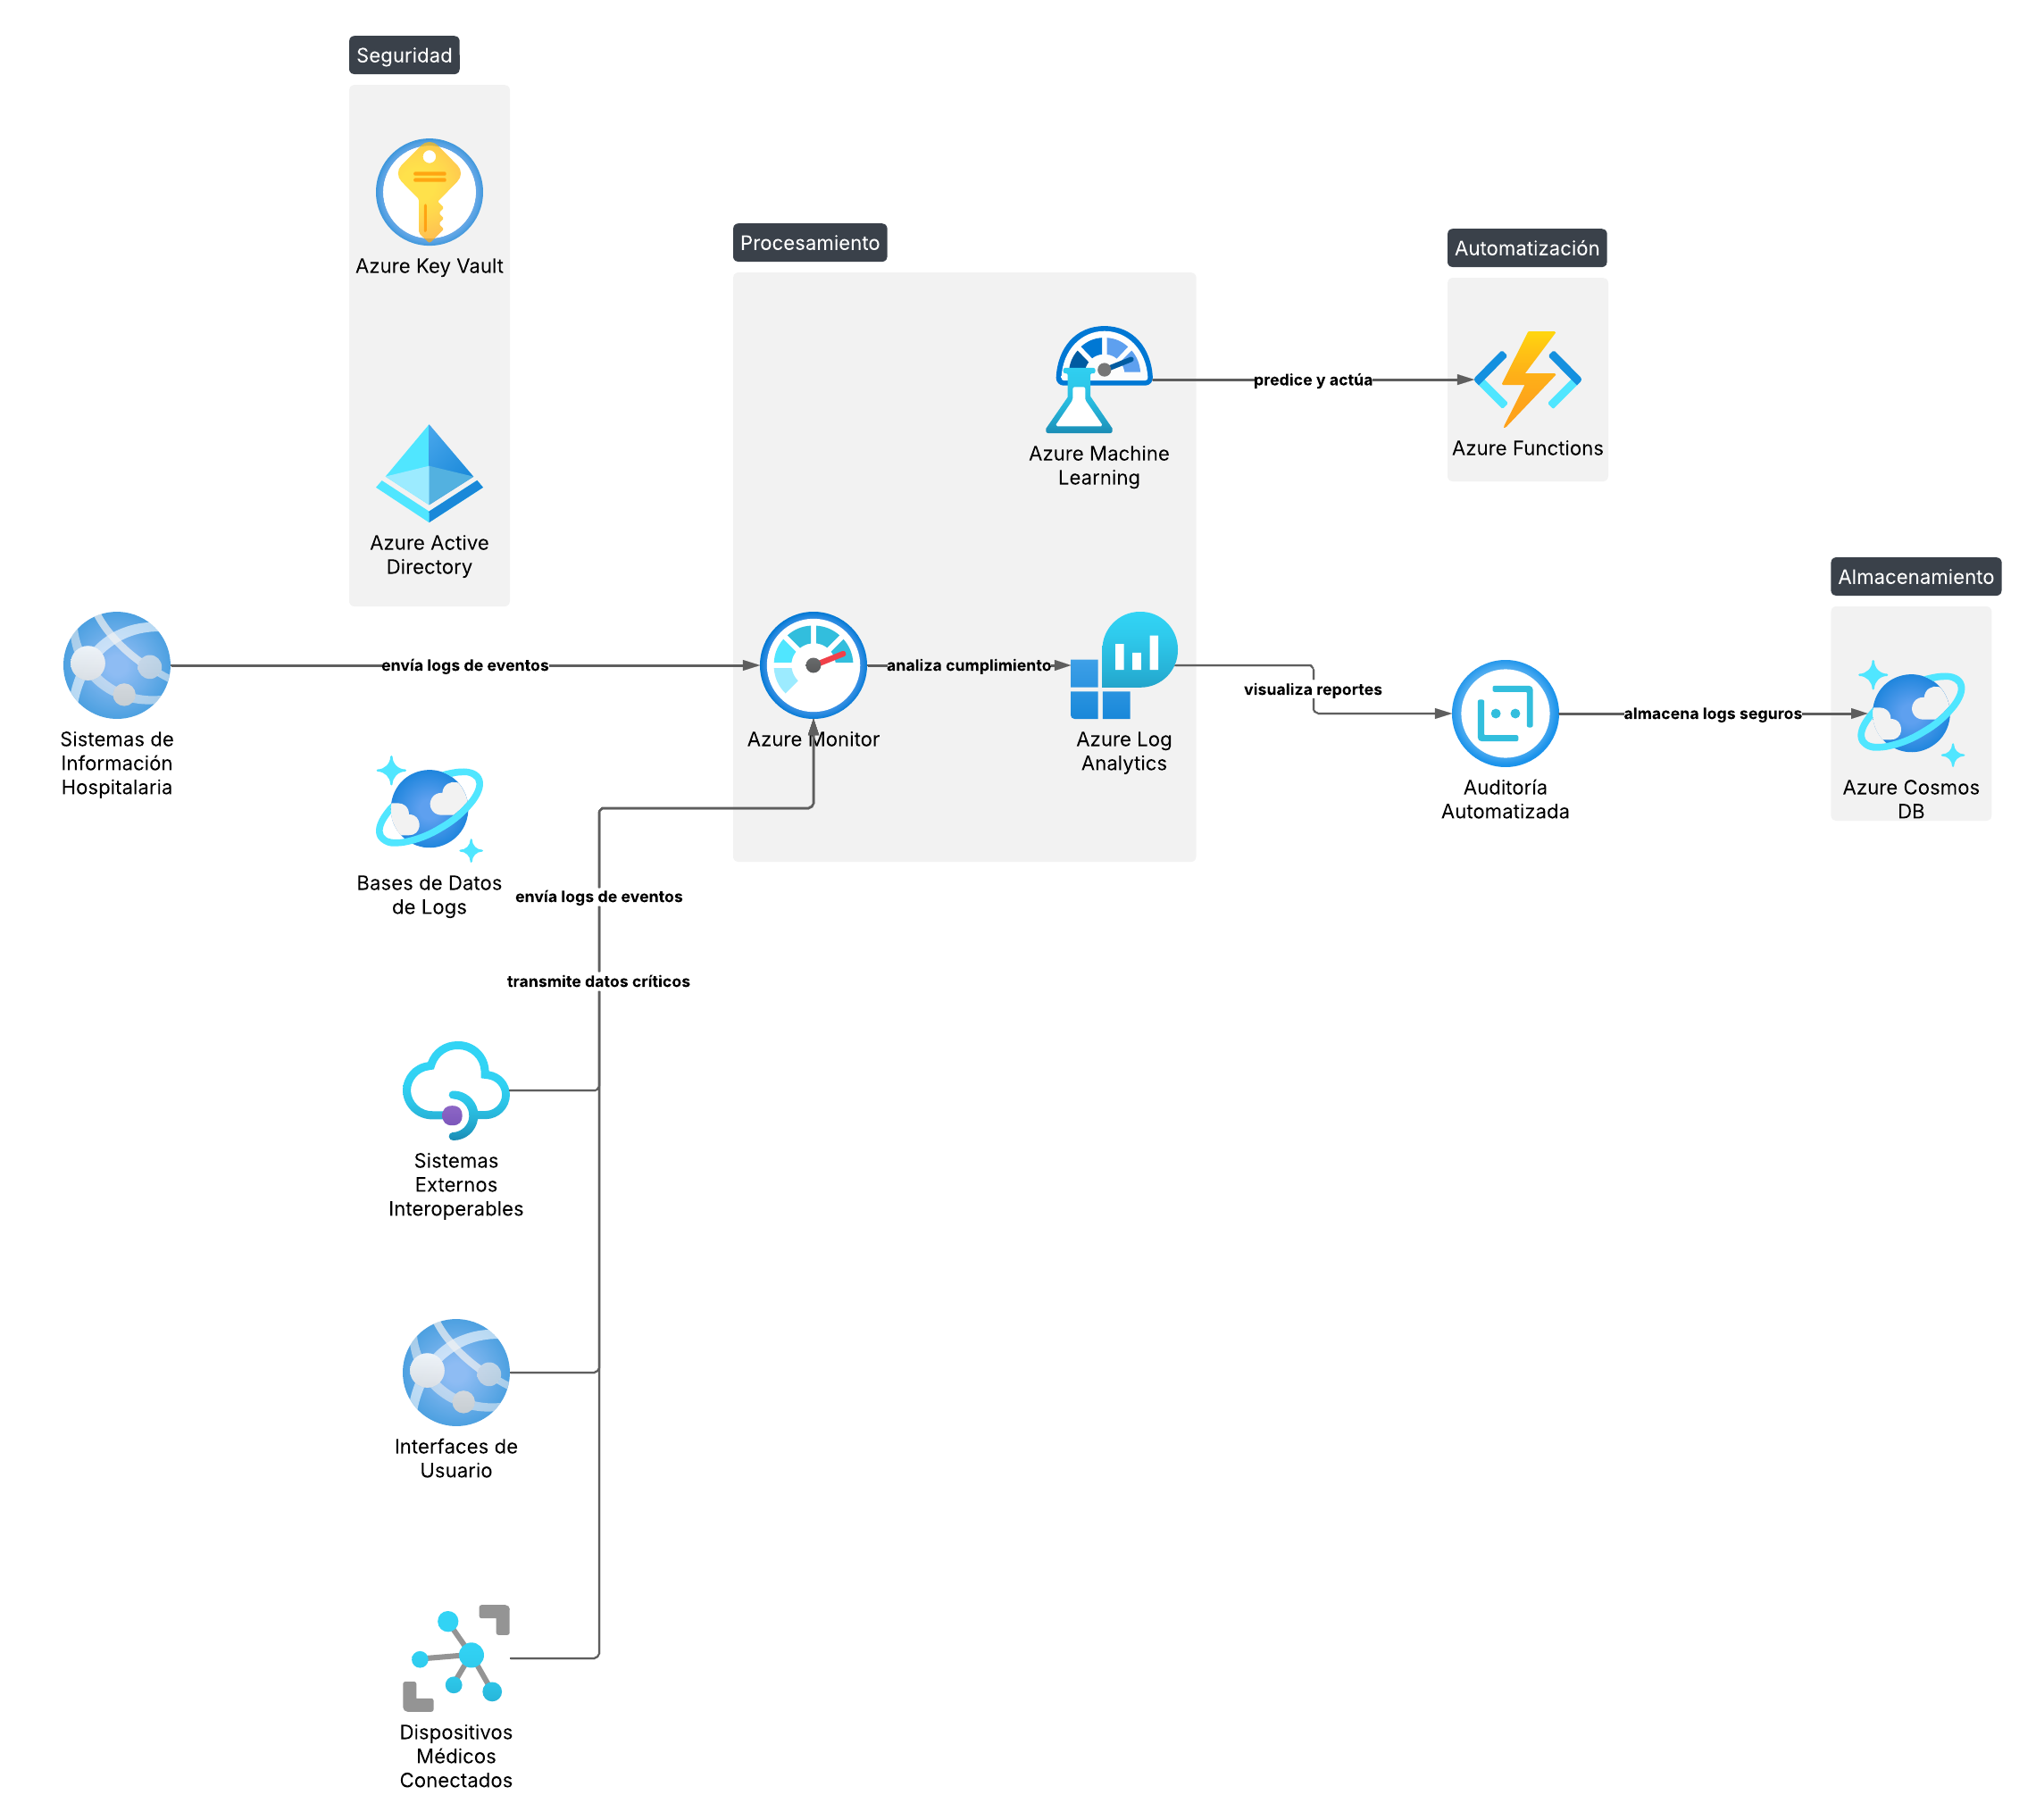 Seguridad
Azure Key Vault
Azure Active
Directory
Procesamiento
Azure Machine
Learning
predice y actúa
Automatización
Azure Functions
Sistemas de
Información
Hospitalaria
envía logs de eventos
Azure Monitor
analiza cumplimiento
Azure Log
Analytics
visualiza reportes
Auditoría
Automatizada
almacena logs seguros
Almacenamiento
Azure Cosmos
DB
Bases de Datos
de Logs
envía logs de eventos
transmite datos críticos
Sistemas
Externos
Interoperables
Interfaces de
Usuario
Dispositivos
Médicos
Conectados